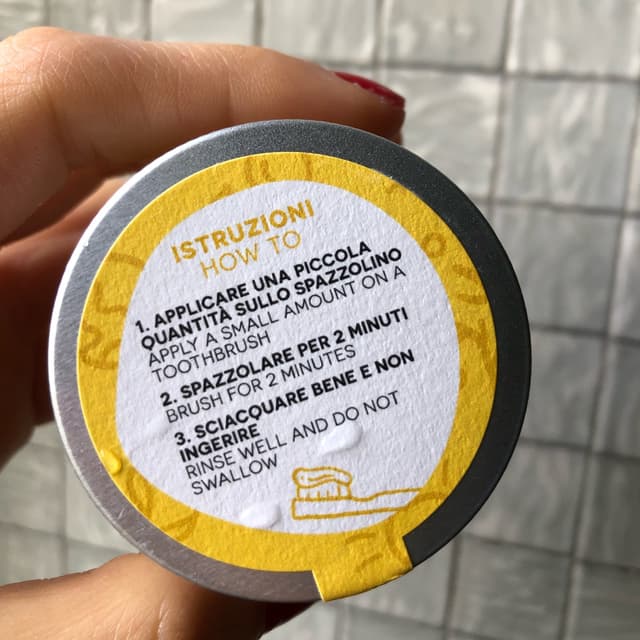 ISTRUZIONI
HOW TO
1. APPLICARE UNA PICCOLA
QUANTITÀ SULLO SPAZZOLINO
APPLY A SMALL AMOUNT ON A
TOOTHBRUSH
2. SPAZZOLARE PER 2 MINUTI
BRUSH FOR 2 MINUTES
3. SCIACQUARE BENE E NON
INGERIRE
RINSE WELL AND DO NOT
SWALLOW